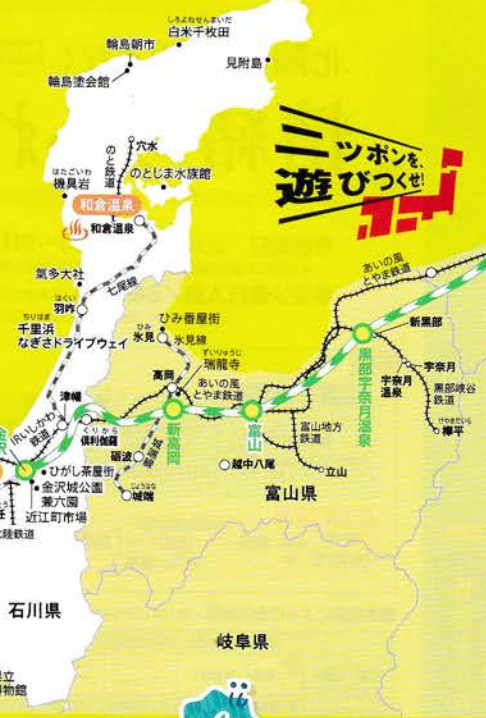 しろよねせんまいだ
白米千枚田
輪島朝市
輪島塗会館
見附島
穴水
のと鉄道
のとじま水族館
はたごいわ
機具岩
和倉温泉
和倉温泉
ニッポンを、
遊びつくせ!
氣多大社
七尾線
はくい
羽咋
ちりはま
千里浜
なぎさドライブウェイ
あいの風
とやま鉄道
新黒部
黒部宇奈月温泉
宇奈月
宇奈月
温泉
黒部峡谷
鉄道
けやきだいら
欅平
ひみ番屋街
ひみ
氷見
氷見線
ずいりゅうじ
瑞龍寺
高岡
あいの風
とやま鉄道
新高岡
富山
富山地方
鉄道
立山
越中八尾
津幡
IRいしかわ
鉄道
くりから
倶利伽羅
砺波
城端線
じょうはな
城端
ひがし茶屋街
金沢城公園
兼六園
近江町市場
陸鉄道
富山県
石川県
岐阜県
物館